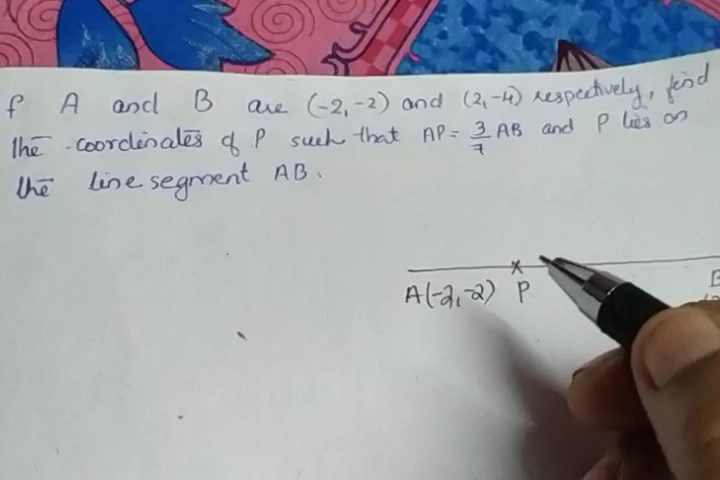 f A and B are (-2,-2) and (2,-4) respectively, find
the coordinates of P such that AP = 3/7 AB and P lies on
the line segment AB.
A(-2,-2) P